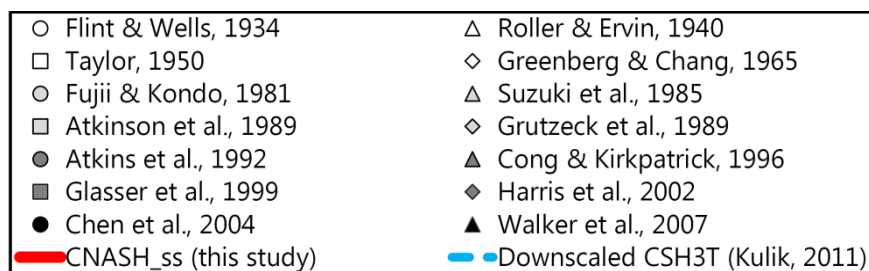 Flint & Wells, 1934 Roller & Ervin, 1940
Taylor, 1950 Greenberg & Chang, 1965
Fujii & Kondo, 1981 Suzuki et al., 1985
Atkinson et al., 1989 Grutzeck et al., 1989
Atkins et al., 1992 Cong & Kirkpatrick, 1996
Glasser et al., 1999 Harris et al., 2002
Chen et al., 2004 Walker et al., 2007
CNASH_ss (this study) Downscaled CSH3T (Kulik, 2011)